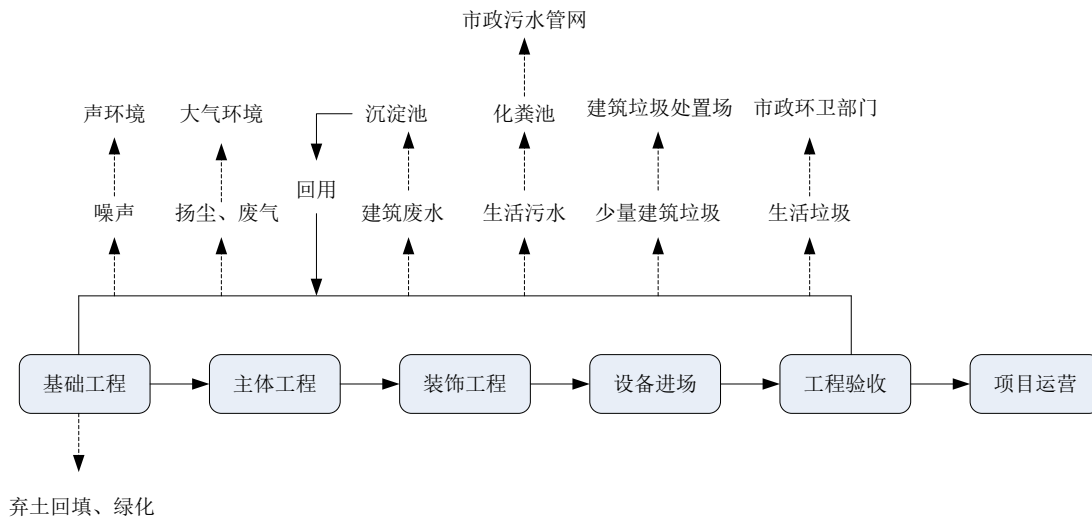 市政污水管网
声环境
大气环境
沉淀池
化粪池
建筑垃圾处置场
市政环卫部门
回用
噪声
扬尘、废气
建筑废水
生活污水
少量建筑垃圾
生活垃圾
基础工程
主体工程
装饰工程
设备进场
工程验收
项目运营
弃土回填、绿化